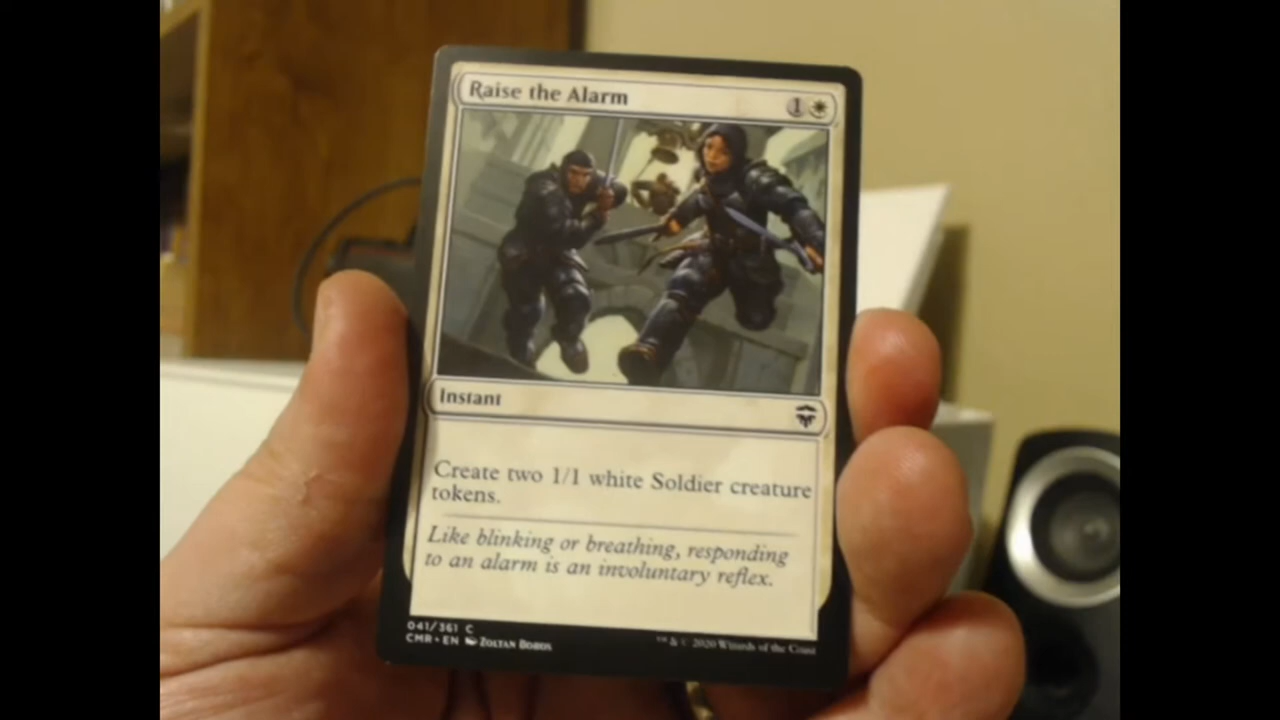 Raise the Alarm 1
Instant
Create two 1/1 white Soldier creature
tokens.
Like blinking or breathing, responding
to an alarm is an involuntary reflex.
041/361 C
CMR • EN Zoltan Boros
™ & © 2020 Wizards of the Coast